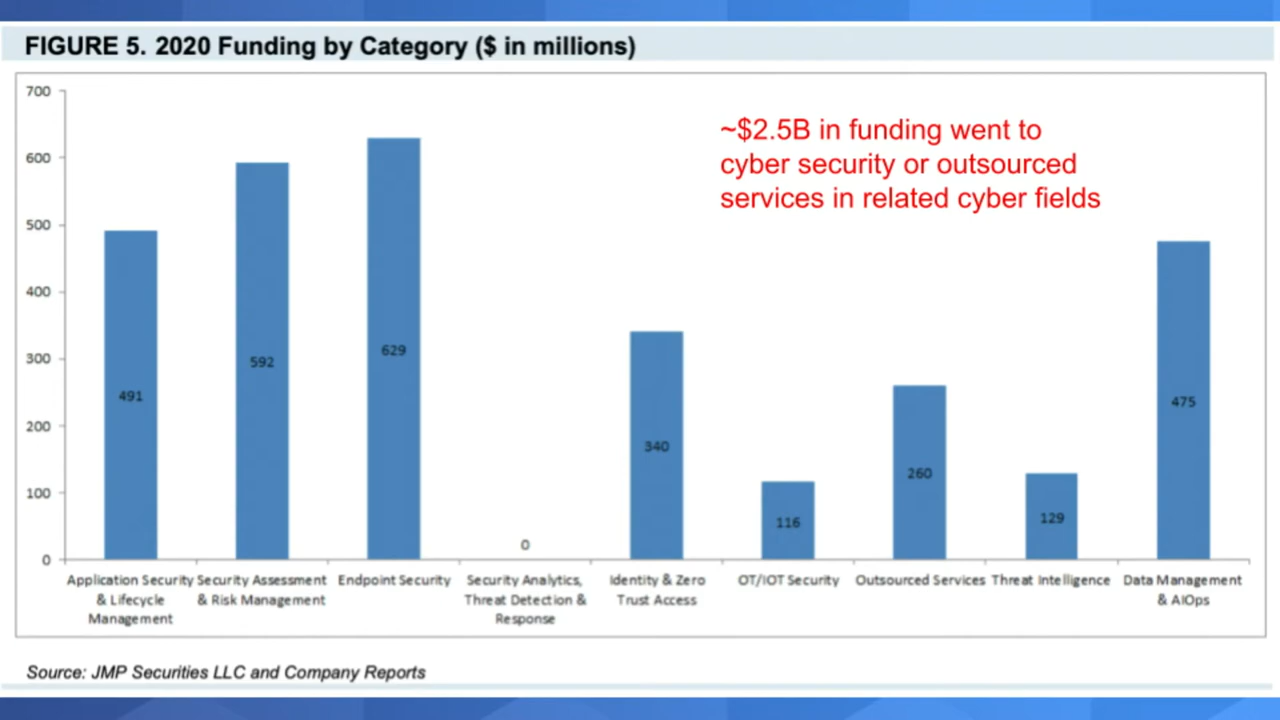 FIGURE 5. 2020 Funding by Category ($ in millions)
~$2.5B in funding went to
cyber security or outsourced
services in related cyber fields
700
600
500
400
300
200
100
0
491
592
629
0
340
116
260
129
475
Application Security
& Lifecycle
Management
Security Assessment
& Risk Management
Endpoint Security
Security Analytics,
Threat Detection &
Response
Identity & Zero
Trust Access
OT/IOT Security
Outsourced Services
Threat Intelligence
Data Management
& AIOps
Source: JMP Securities LLC and Company Reports